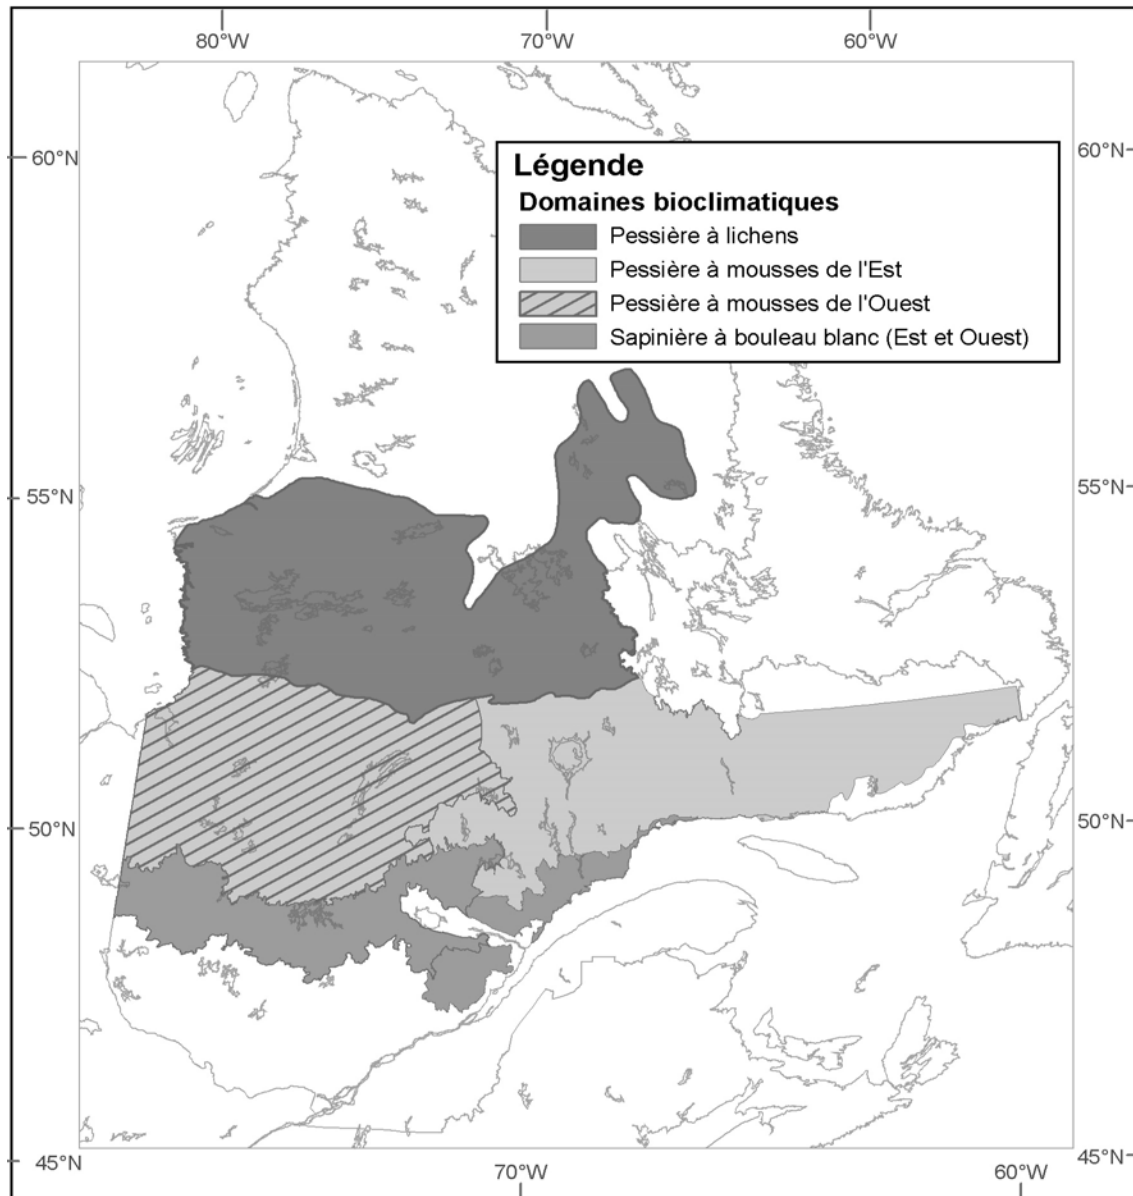 80°W 70°W 60°W
60°N 60°N
Légende
Domaines bioclimatiques
Pessière à lichens
Pessière à mousses de l'Est
Pessière à mousses de l'Ouest
Sapinière à bouleau blanc (Est et Ouest)
55°N 55°N
50°N 50°N
45°N 45°N
70°W 60°W